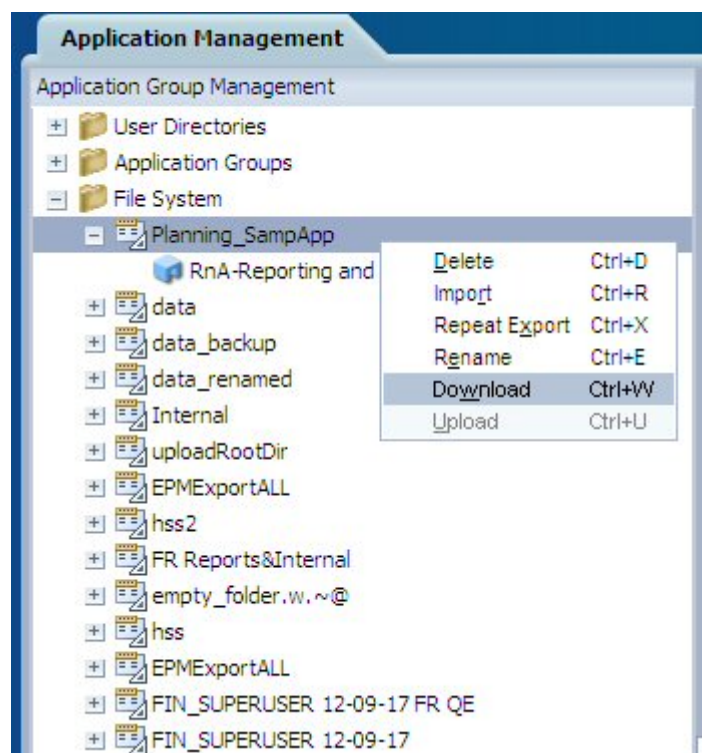 Application Management
Application Group Management
User Directories
Application Groups
File System
Planning_SampApp
RnA-Reporting and
Delete Ctrl+D
Import Ctrl+R
Repeat Export Ctrl+X
Rename Ctrl+E
Download Ctrl+W
Upload Ctrl+U
data
data_backup
data_renamed
Internal
uploadRootDir
EPMExportALL
hss2
FR Reports&Internal
empty_folder.w.~@
hss
EPMExportALL
FIN_SUPERUSER 12-09-17 FR QE
FIN_SUPERUSER 12-09-17